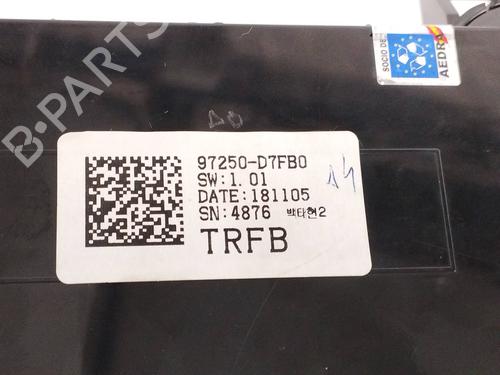 B-PARTS
SOCIO DE
AEDRA
97250-D7FB0
SW:1.01
DATE:181105
SN:4876 박타현2
TRFB